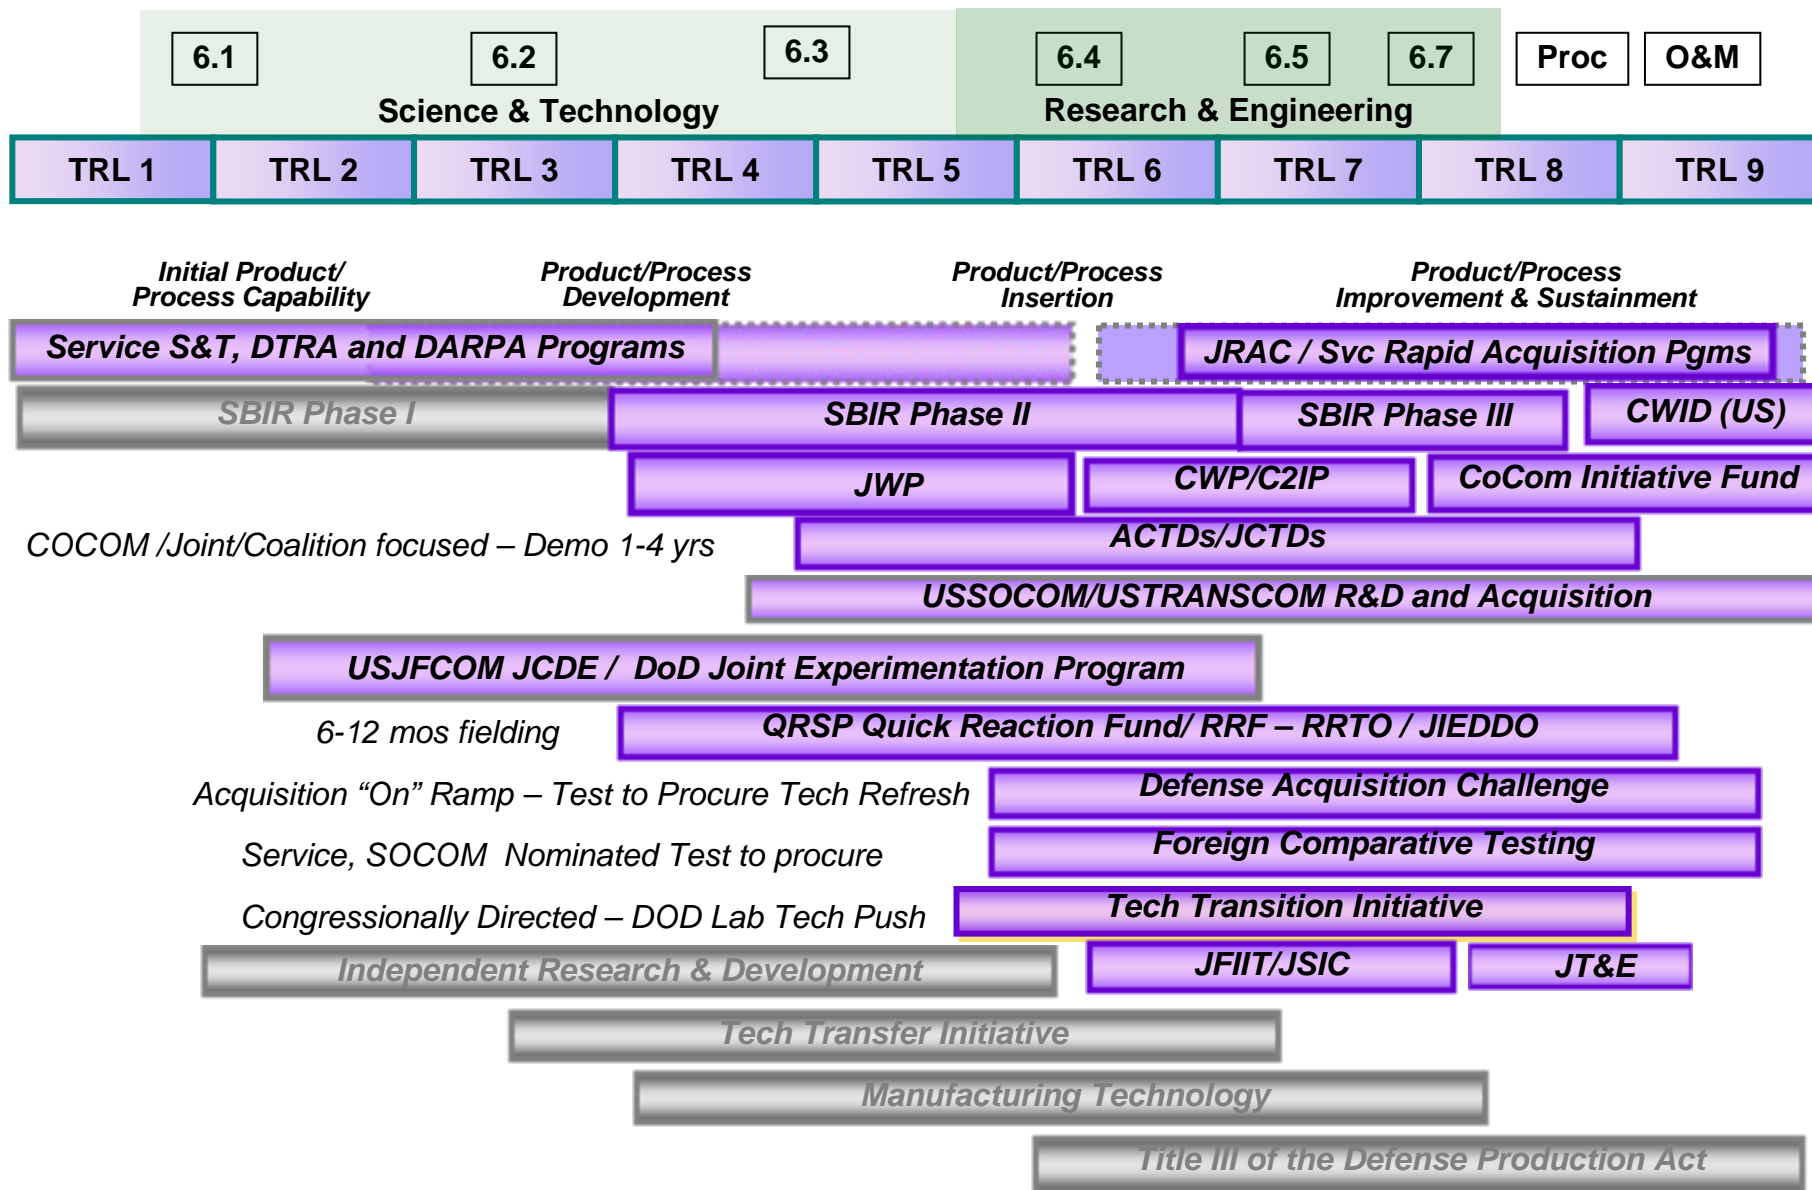 6.1
6.2
6.3
6.4
6.5
6.7
Proc
O&M
Science & Technology
Research & Engineering
TRL 1
TRL 2
TRL 3
TRL 4
TRL 5
TRL 6
TRL 7
TRL 8
TRL 9
Initial Product/
Process Capability
Product/Process
Development
Product/Process
Insertion
Product/Process
Improvement & Sustainment
Service S&T, DTRA and DARPA Programs
JRAC / Svc Rapid Acquisition Pgms
SBIR Phase I
SBIR Phase II
SBIR Phase III
CWID (US)
JWP
CWP/C2IP
CoCom Initiative Fund
COCOM /Joint/Coalition focused – Demo 1-4 yrs
ACTDs/JCTDs
USSOCOM/USTRANSCOM R&D and Acquisition
USJFCOM JCDE / DoD Joint Experimentation Program
6-12 mos fielding
QRSP Quick Reaction Fund/ RRF – RRTO / JIEDDO
Acquisition “On” Ramp – Test to Procure Tech Refresh
Defense Acquisition Challenge
Service, SOCOM Nominated Test to procure
Foreign Comparative Testing
Congressionally Directed – DOD Lab Tech Push
Tech Transition Initiative
Independent Research & Development
JFIIT/JSIC
JT&E
Tech Transfer Initiative
Manufacturing Technology
Title III of the Defense Production Act